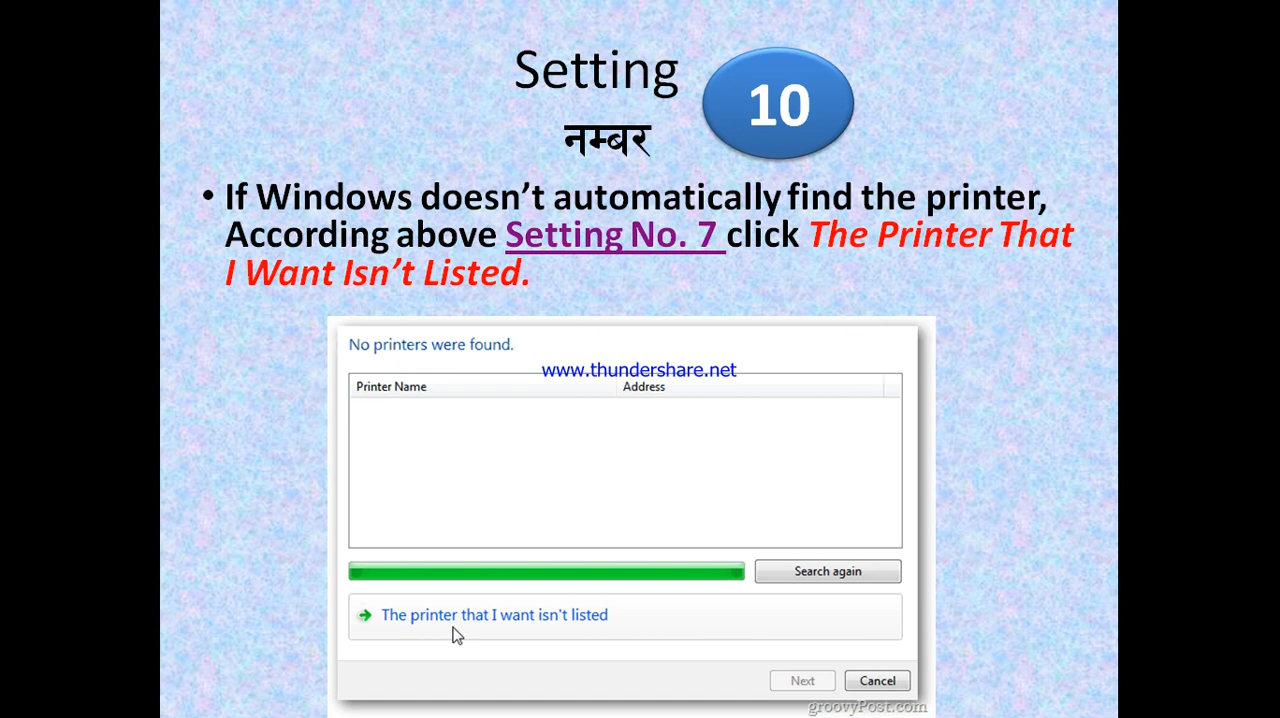 Setting
10
नम्बर
• If Windows doesn't automatically find the printer,
According above Setting No. 7 click The Printer That
I Want Isn't Listed.
No printers were found.
www.thundershare.net
Printer Name Address
Search again
The printer that I want isn't listed
Next Cancel
groovyPost.com